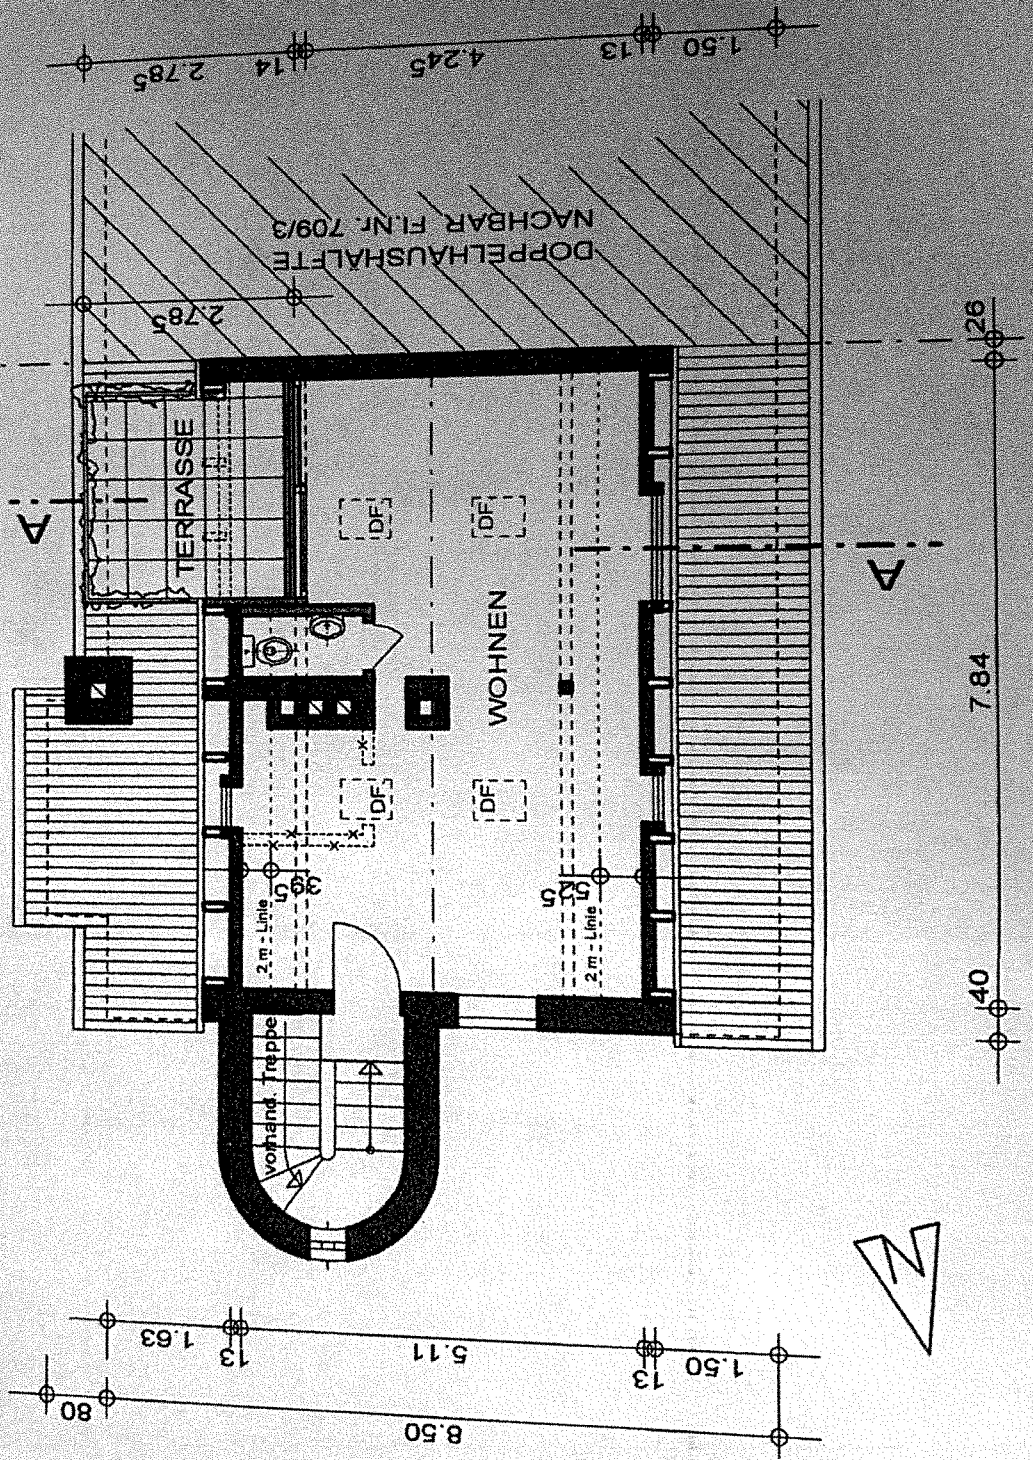 2.785
14
4.245
13
1.50
DOPPELHAUSHÄLFTE
NACHBAR Fl.Nr. 709/3
2.785
TERRASSE
A
DF
DF
A
WOHNEN
DF
DF
2 m - Linie
2 m - Linie
vorhand. Treppe
26
7.84
40
1.63
13
5.11
13
1.50
80
8.50
N